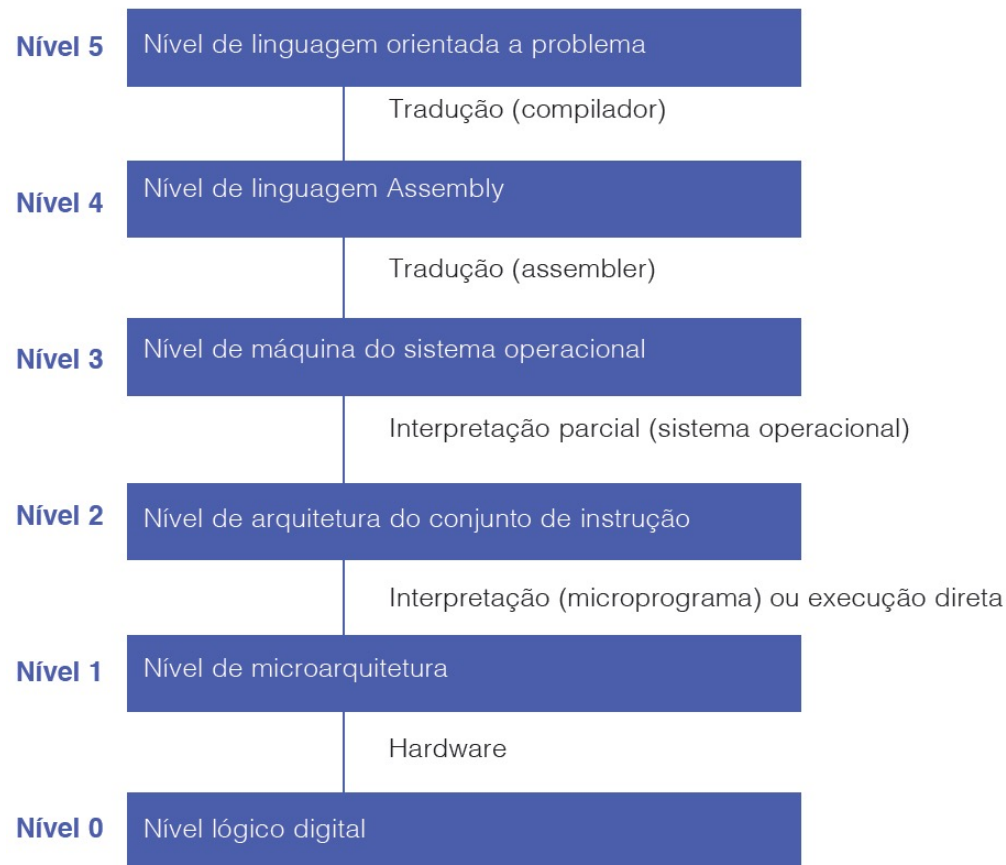 Nível 5 Nível de linguagem orientada a problema
Tradução (compilador)
Nível 4 Nível de linguagem Assembly
Tradução (assembler)
Nível 3 Nível de máquina do sistema operacional
Interpretação parcial (sistema operacional)
Nível 2 Nível de arquitetura do conjunto de instrução
Interpretação (microprograma) ou execução direta
Nível 1 Nível de microarquitetura
Hardware
Nível 0 Nível lógico digital